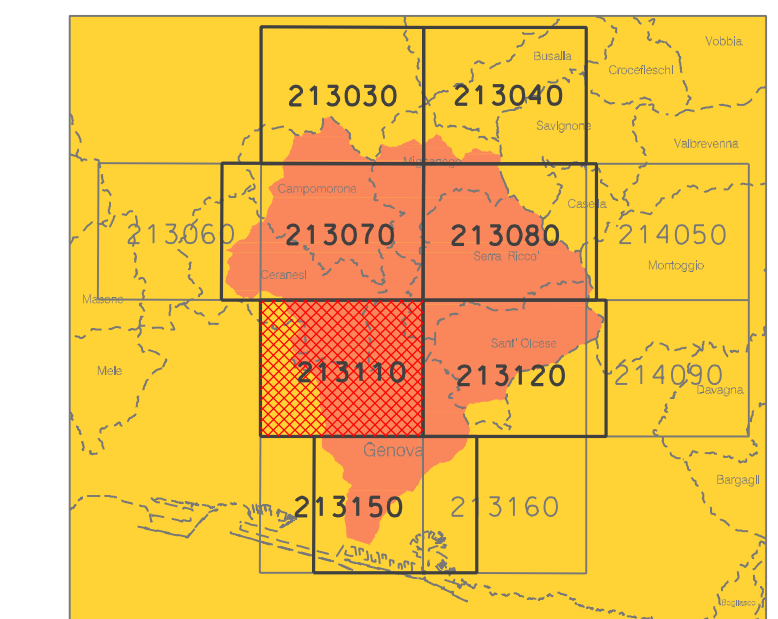 Vobbia
Busalla
Crocefieschi
213030
213040
Savignone
Valbrevenna
Mignanego
Campomorone
Casella
213060
213070
213080
214050
Serra Ricco'
Montoggio
Ceranesi
Masone
Sant' Olcese
Mele
213110
213120
214090
Davagna
Genova
Bargagli
213150
213160
Bogliasco